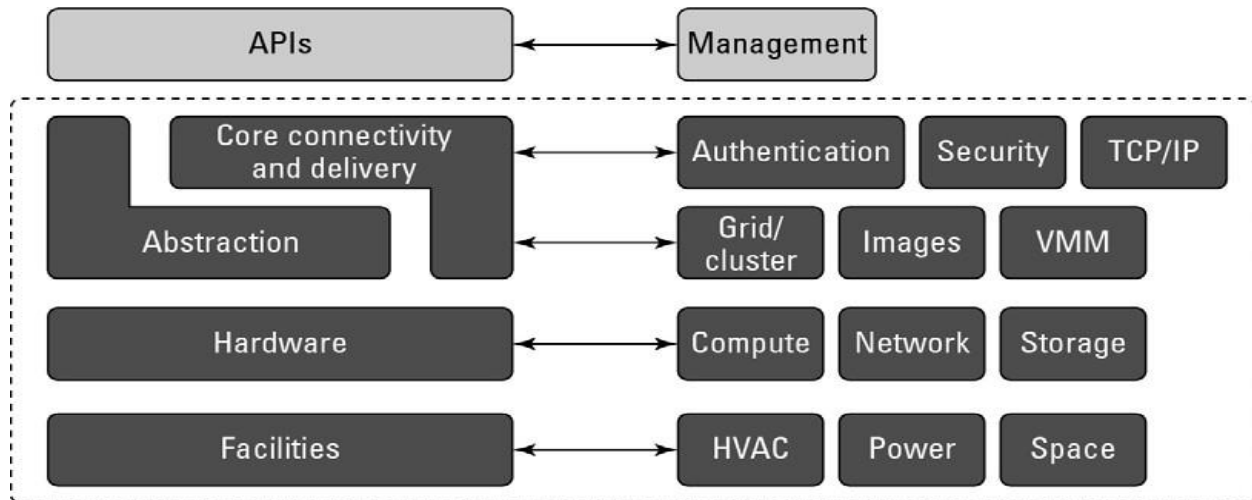 APIs
Management
Core connectivity
and delivery
Authentication
Security
TCP/IP
Abstraction
Grid/
cluster
Images
VMM
Hardware
Compute
Network
Storage
Facilities
HVAC
Power
Space